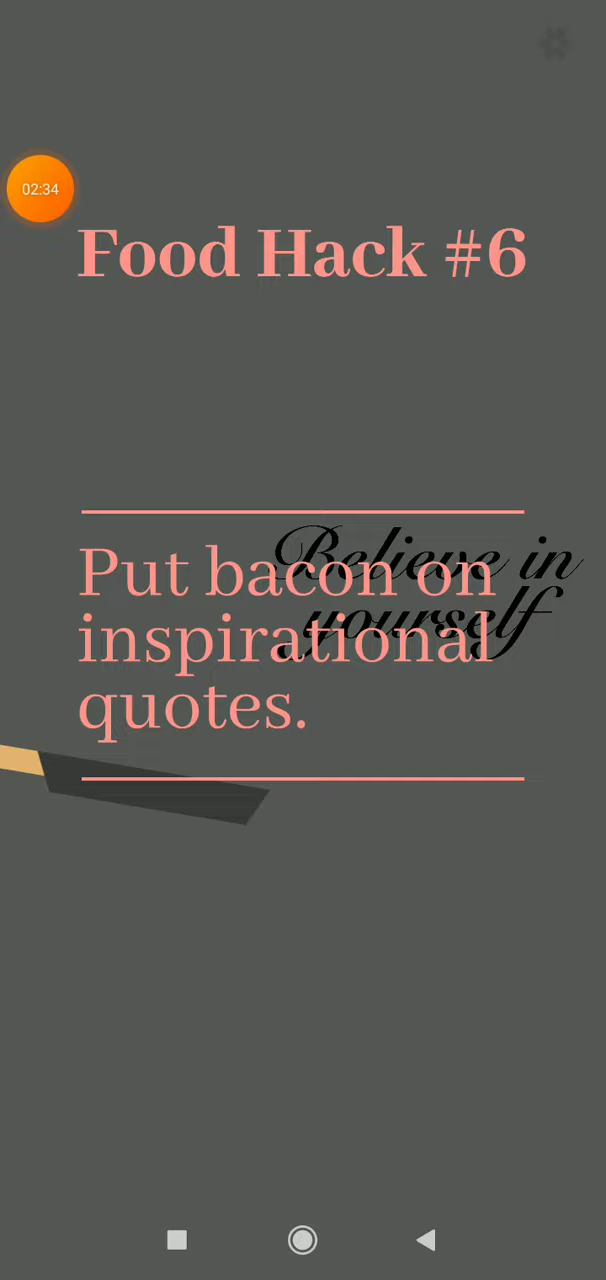 02:34
Food Hack #6
Believe in
yourself
Put bacon on
inspirational
quotes.